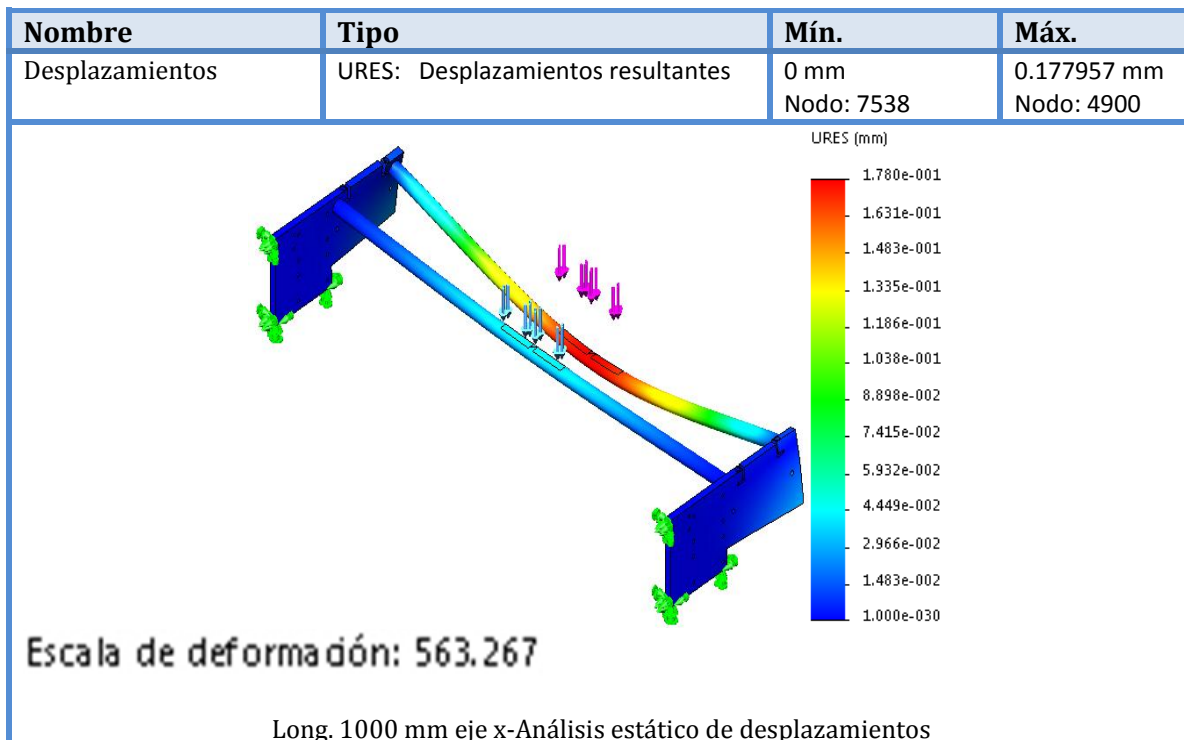 Nombre Tipo Mín. Máx.
Desplazamientos URES: Desplazamientos resultantes 0 mm 0.177957 mm
Nodo: 7538 Nodo: 4900
URES (mm)
1.780e-001
1.631e-001
1.483e-001
1.335e-001
1.186e-001
1.038e-001
8.898e-002
7.415e-002
5.932e-002
4.449e-002
2.966e-002
1.483e-002
1.000e-030
Escala de deformación: 563.267
Long. 1000 mm eje x-Análisis estático de desplazamientos